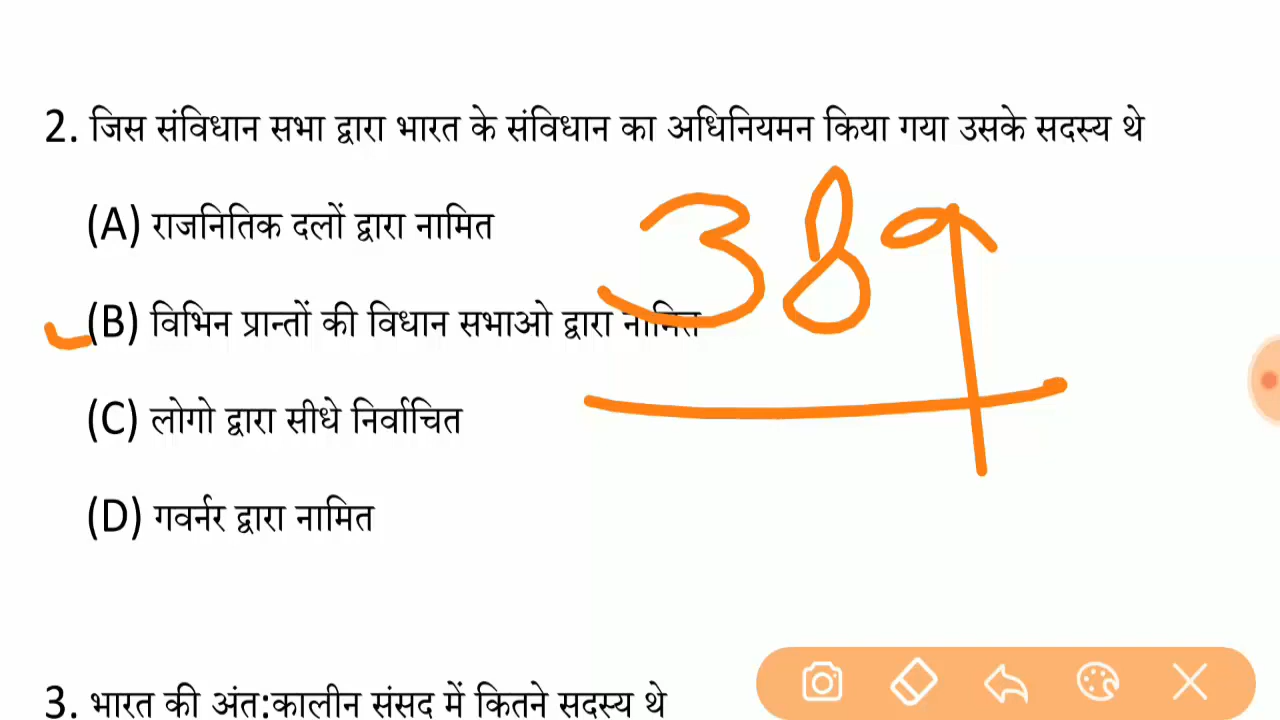 2. जिस संविधान सभा द्वारा भारत के संविधान का अधिनियमन किया गया उसके सदस्य थे
(A) राजनितिक दलों द्वारा नामित
389
(B) विभिन प्रान्तों की विधान सभाओ द्वारा नामित
(C) लोगो द्वारा सीधे निर्वाचित
(D) गवर्नर द्वारा नामित
3. भारत की अंत:कालीन संसद में कितने सदस्य थे